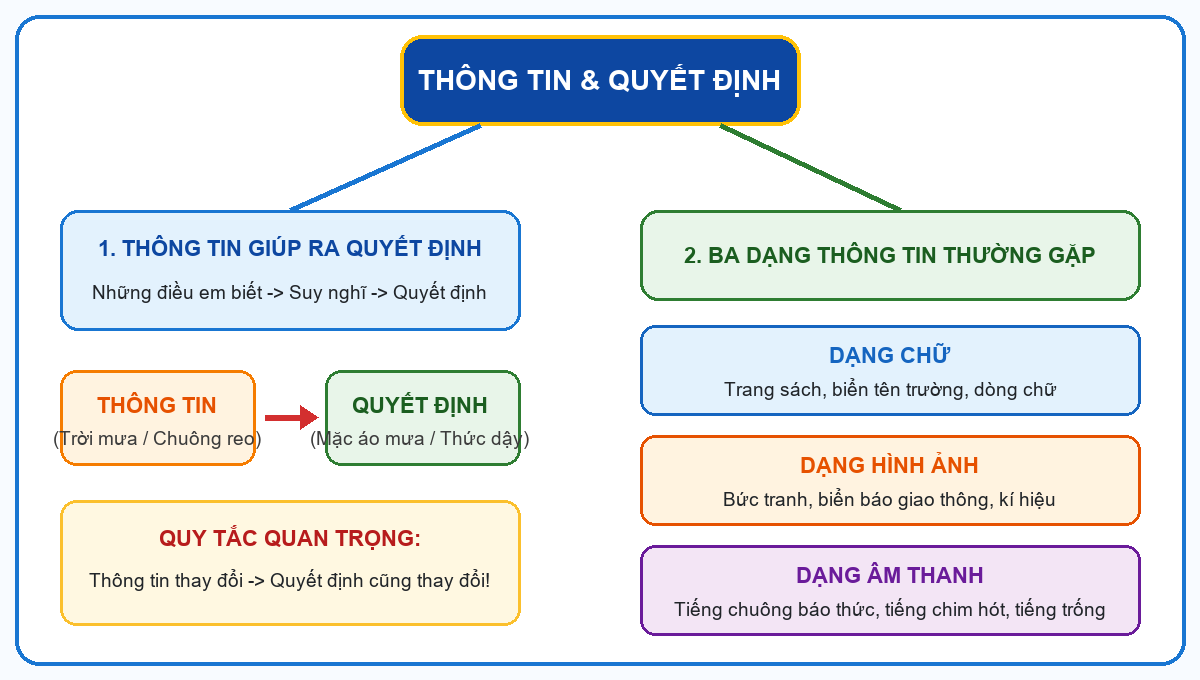 THÔNG TIN & QUYẾT ĐỊNH
1. THÔNG TIN GIÚP RA QUYẾT ĐỊNH
Những điều em biết -> Suy nghĩ -> Quyết định
THÔNG TIN
(Trời mưa / Chuông reo)
QUYẾT ĐỊNH
(Mặc áo mưa / Thức dậy)
QUY TẮC QUAN TRỌNG:
Thông tin thay đổi -> Quyết định cũng thay đổi!
2. BA DẠNG THÔNG TIN THƯỜNG GẶP
DẠNG CHỮ
Trang sách, biển tên trường, dòng chữ
DẠNG HÌNH ẢNH
Bức tranh, biển báo giao thông, kí hiệu
DẠNG ÂM THANH
Tiếng chuông báo thức, tiếng chim hót, tiếng trống